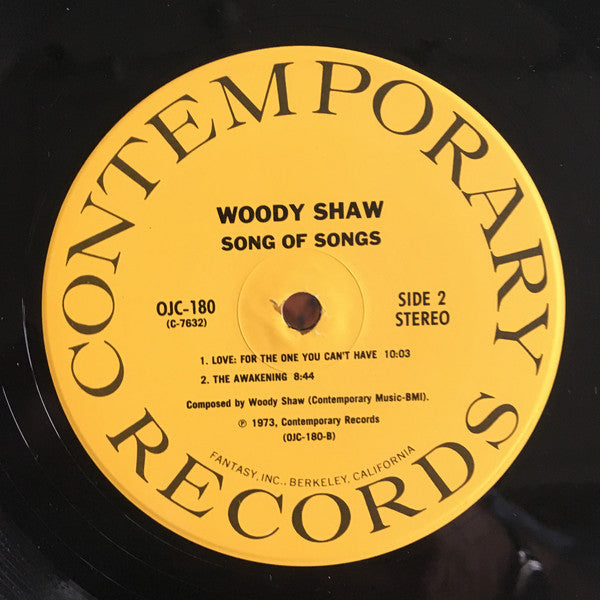 CONTEMPORARY RECORDS
WOODY SHAW
SONG OF SONGS
OJC-180
(C-7632)
SIDE 2
STEREO
1. LOVE: FOR THE ONE YOU CAN'T HAVE 10:03
2. THE AWAKENING 8:44
Composed by Woody Shaw (Contemporary Music-BMI).
℗ 1973, Contemporary Records
(OJC-180-B)
FANTASY, INC., BERKELEY, CALIFORNIA